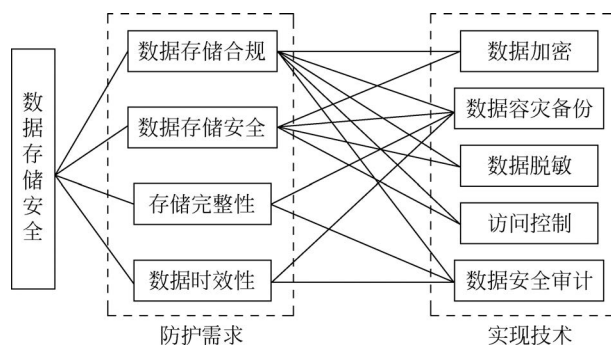 数据存储安全
数据存储合规
数据存储安全
存储完整性
数据时效性
防护需求
数据加密
数据容灾备份
数据脱敏
访问控制
数据安全审计
实现技术